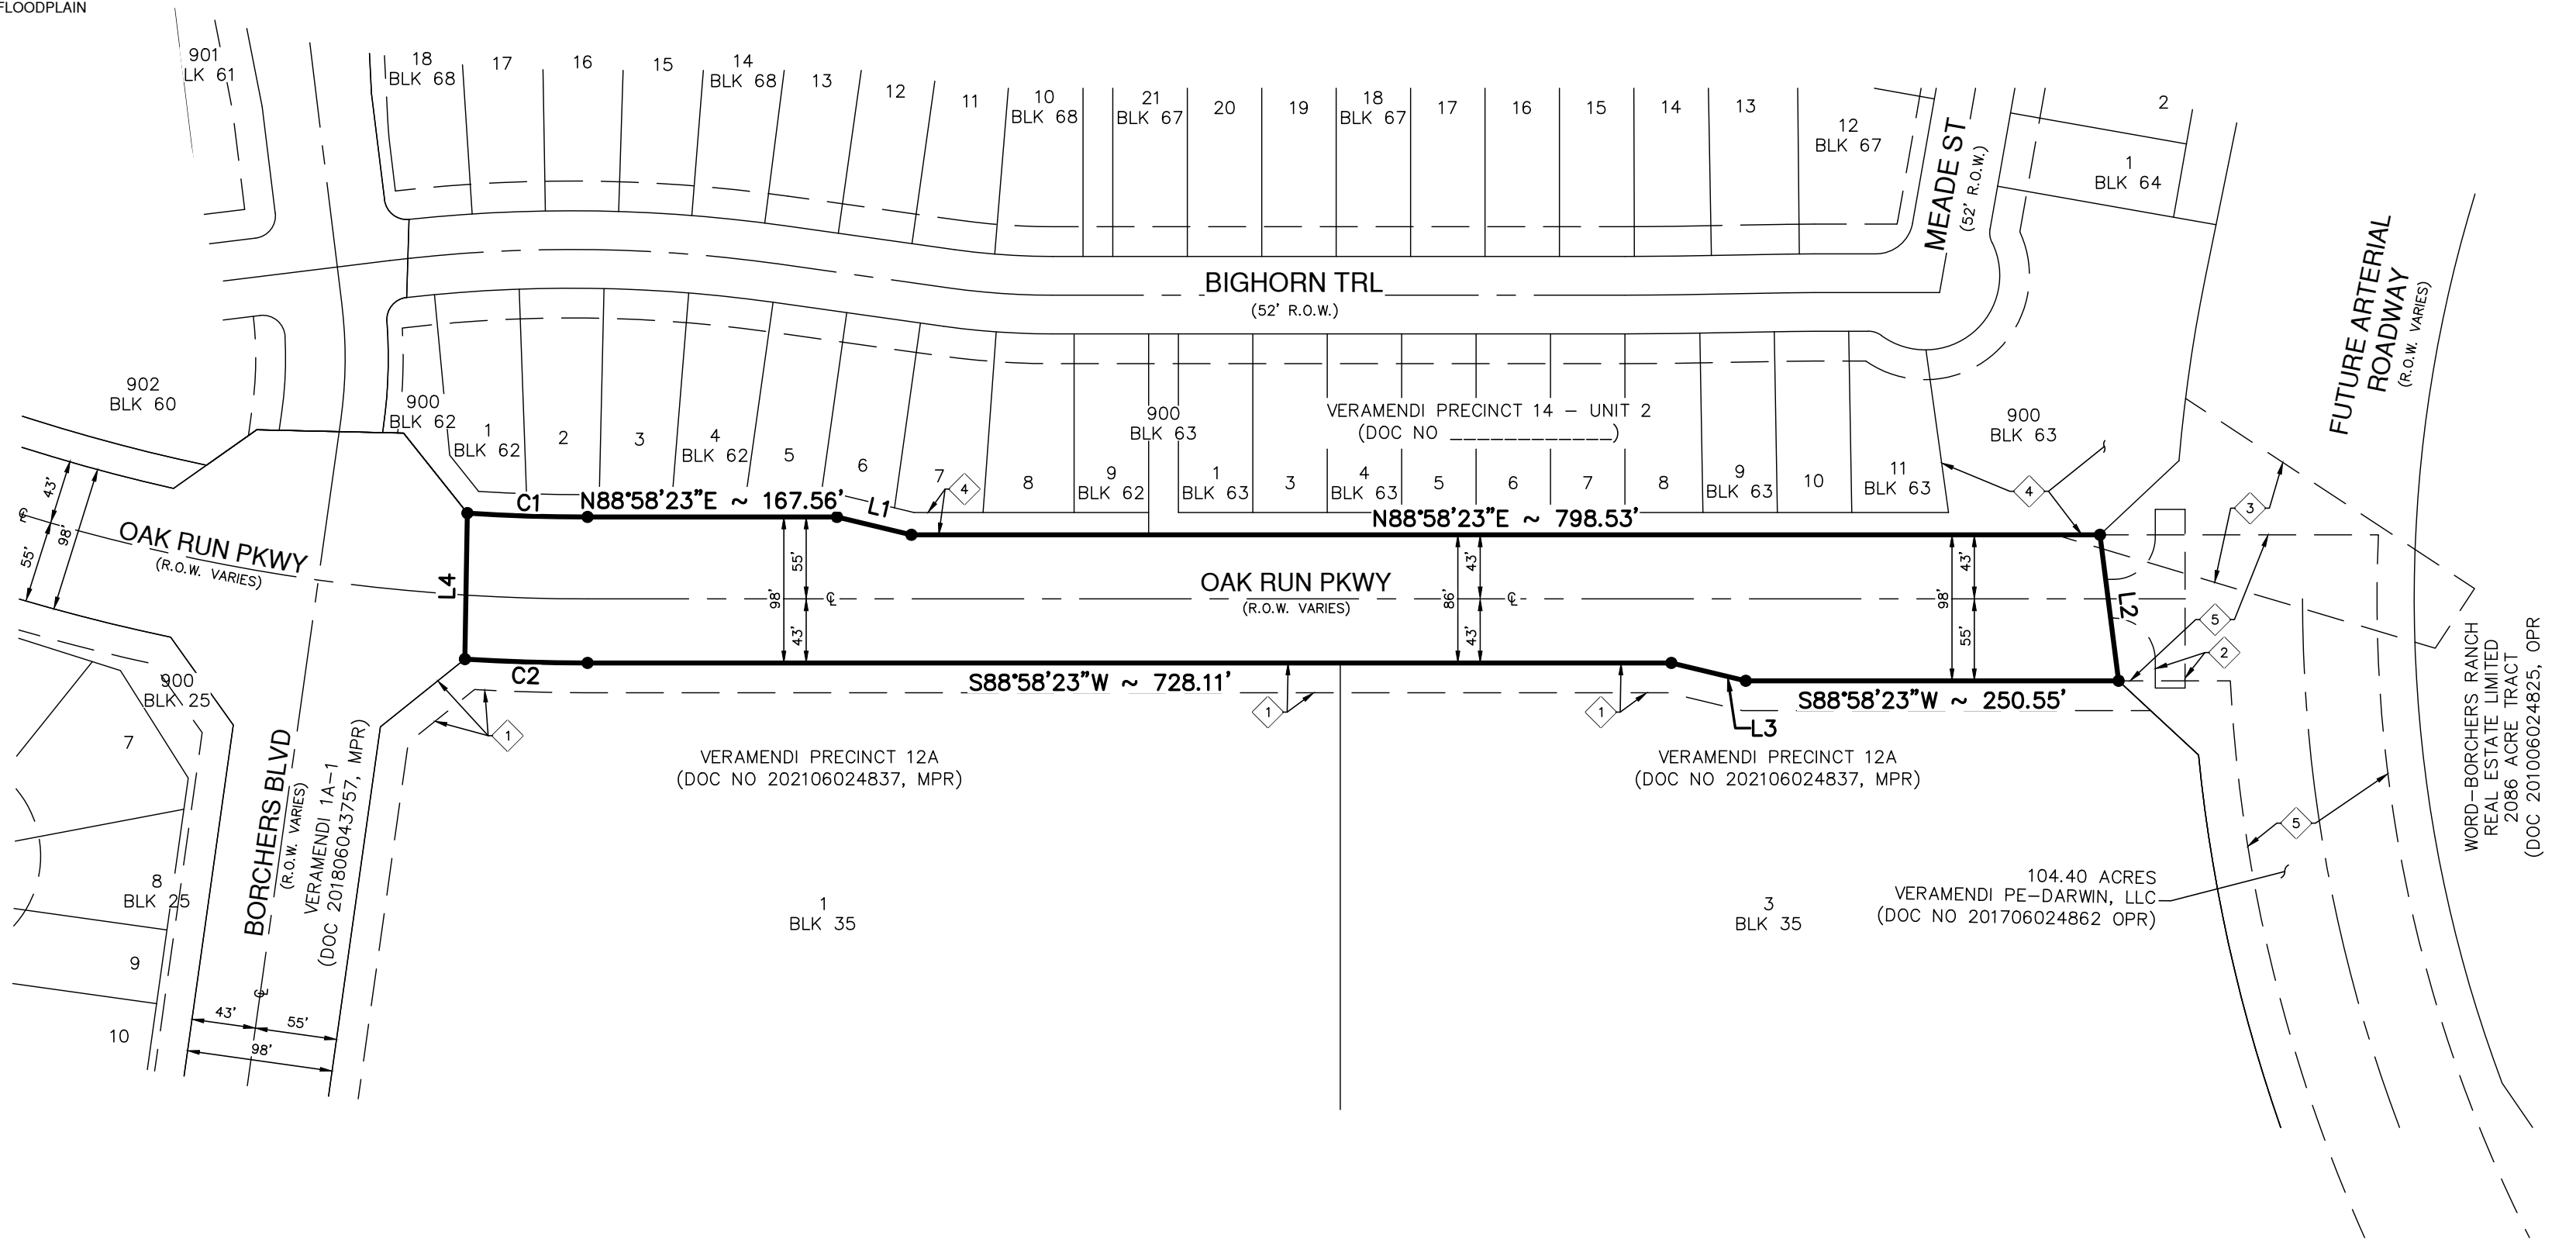 FLOODPLAIN
901
LK 61
18
BLK 68
17
16
15
14
BLK 68
13
12
11
10
BLK 68
21
BLK 67
20
19
18
BLK 67
17
16
15
14
13
12
BLK 67
MEADE ST
(52' R.O.W.)
2
1
BLK 64
FUTURE ARTERIAL
ROADWAY
(R.O.W. VARIES)
BIGHORN TRL
(52' R.O.W.)
902
BLK 60
900
BLK 62
1
BLK 62
2
3
4
BLK 62
5
6
7
4
8
9
BLK 62
900
BLK 63
VERAMENDI PRECINCT 14 - UNIT 2
(DOC NO ____________)
1
BLK 63
3
4
BLK 63
5
6
7
8
9
BLK 63
10
11
BLK 63
900
BLK 63
4
3
43'
98'
55'
℄
OAK RUN PKWY
(R.O.W. VARIES)
C1
N88°58'23"E ~ 167.56'
L1
N88°58'23"E ~ 798.53'
L4
55'
98'
43'
℄
OAK RUN PKWY
(R.O.W. VARIES)
43'
86'
43'
℄
43'
98'
55'
L2
5
2
C2
S88°58'23"W ~ 728.11'
S88°58'23"W ~ 250.55'
L3
1
1
1
900
BLK 25
7
8
BLK 25
9
10
BORCHERS BLVD
(R.O.W. VARIES)
VERAMENDI 1A-1
(DOC 201806043757, MPR)
℄
43'
55'
98'
VERAMENDI PRECINCT 12A
(DOC NO 202106024837, MPR)
VERAMENDI PRECINCT 12A
(DOC NO 202106024837, MPR)
1
BLK 35
3
BLK 35
5
104.40 ACRES
VERAMENDI PE-DARWIN, LLC
(DOC NO 201706024862 OPR)
WORD-BORCHERS RANCH
REAL ESTATE LIMITED
2086 ACRE TRACT
(DOC 201006024825, OPR